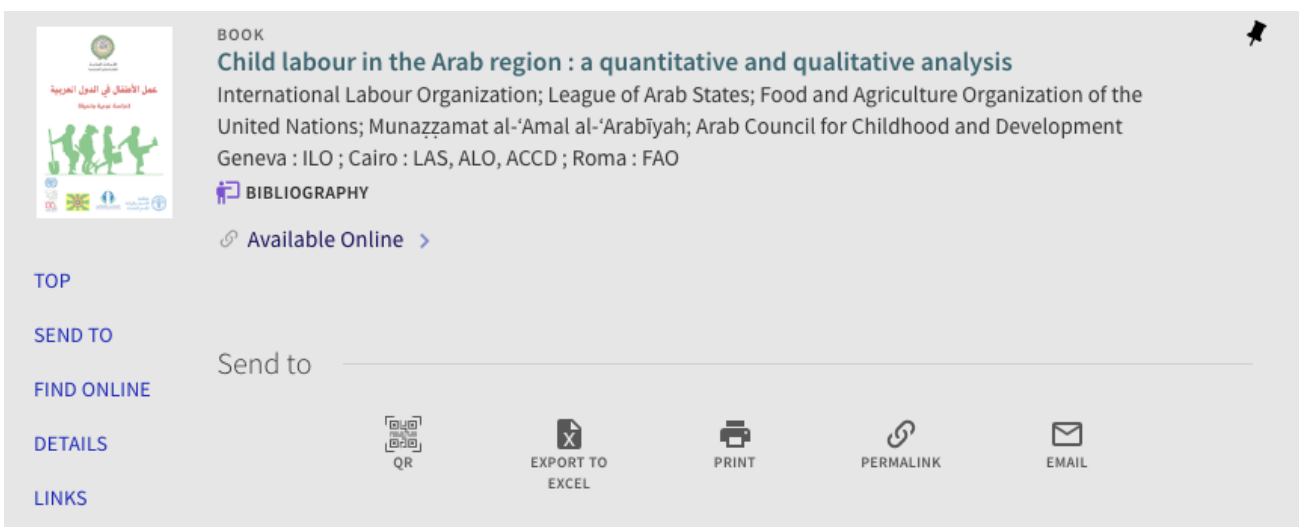 BOOK
Child labour in the Arab region : a quantitative and qualitative analysis
International Labour Organization; League of Arab States; Food and Agriculture Organization of the
United Nations; Munaẓẓamat al-‘Amal al-‘Arabīyah; Arab Council for Childhood and Development
Geneva : ILO ; Cairo : LAS, ALO, ACCD ; Roma : FAO
BIBLIOGRAPHY
Available Online
عمل الأطفال في الدول العربية
TOP
SEND TO
FIND ONLINE
DETAILS
LINKS
Send to
QR
EXPORT TO
EXCEL
PRINT
PERMALINK
EMAIL